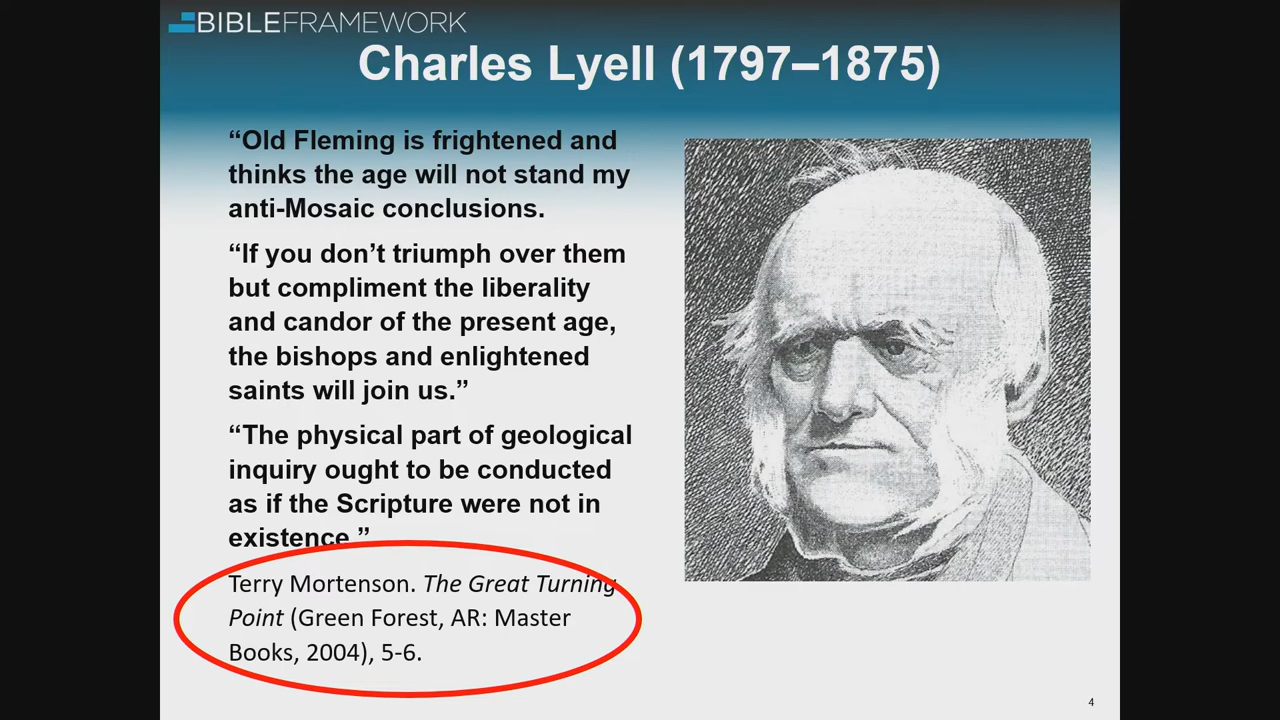 BIBLEFRAMEWORK
Charles Lyell (1797–1875)
“Old Fleming is frightened and
thinks the age will not stand my
anti-Mosaic conclusions.
“If you don’t triumph over them
but compliment the liberality
and candor of the present age,
the bishops and enlightened
saints will join us.”
“The physical part of geological
inquiry ought to be conducted
as if the Scripture were not in
existence.”
Terry Mortenson. The Great Turning
Point (Green Forest, AR: Master
Books, 2004), 5-6.
4